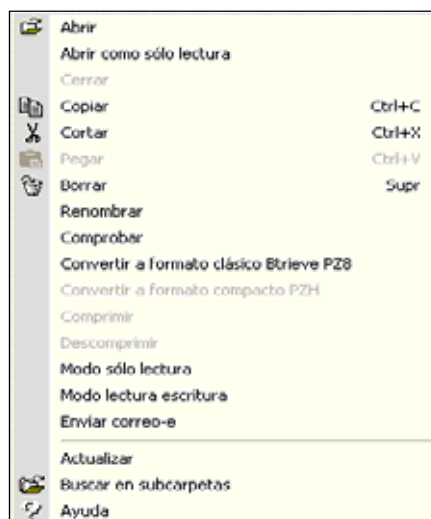 Abrir
Abrir como sólo lectura
Cerrar
Copiar Ctrl+C
Cortar Ctrl+X
Pegar Ctrl+V
Borrar Supr
Renombrar
Comprobar
Convertir a formato clásico Btrieve PZ8
Convertir a formato compacto PZH
Comprimir
Descomprimir
Modo sólo lectura
Modo lectura escritura
Enviar correo-e
Actualizar
Buscar en subcarpetas
Ayuda